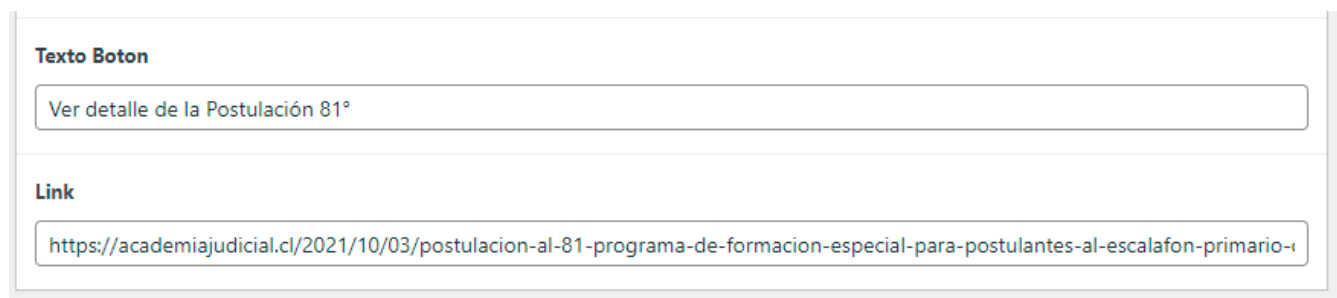 Texto Boton
Ver detalle de la Postulación 81°
Link
https://academiajudicial.cl/2021/10/03/postulacion-al-81-programa-de-formacion-especial-para-postulantes-al-escalafon-primario-